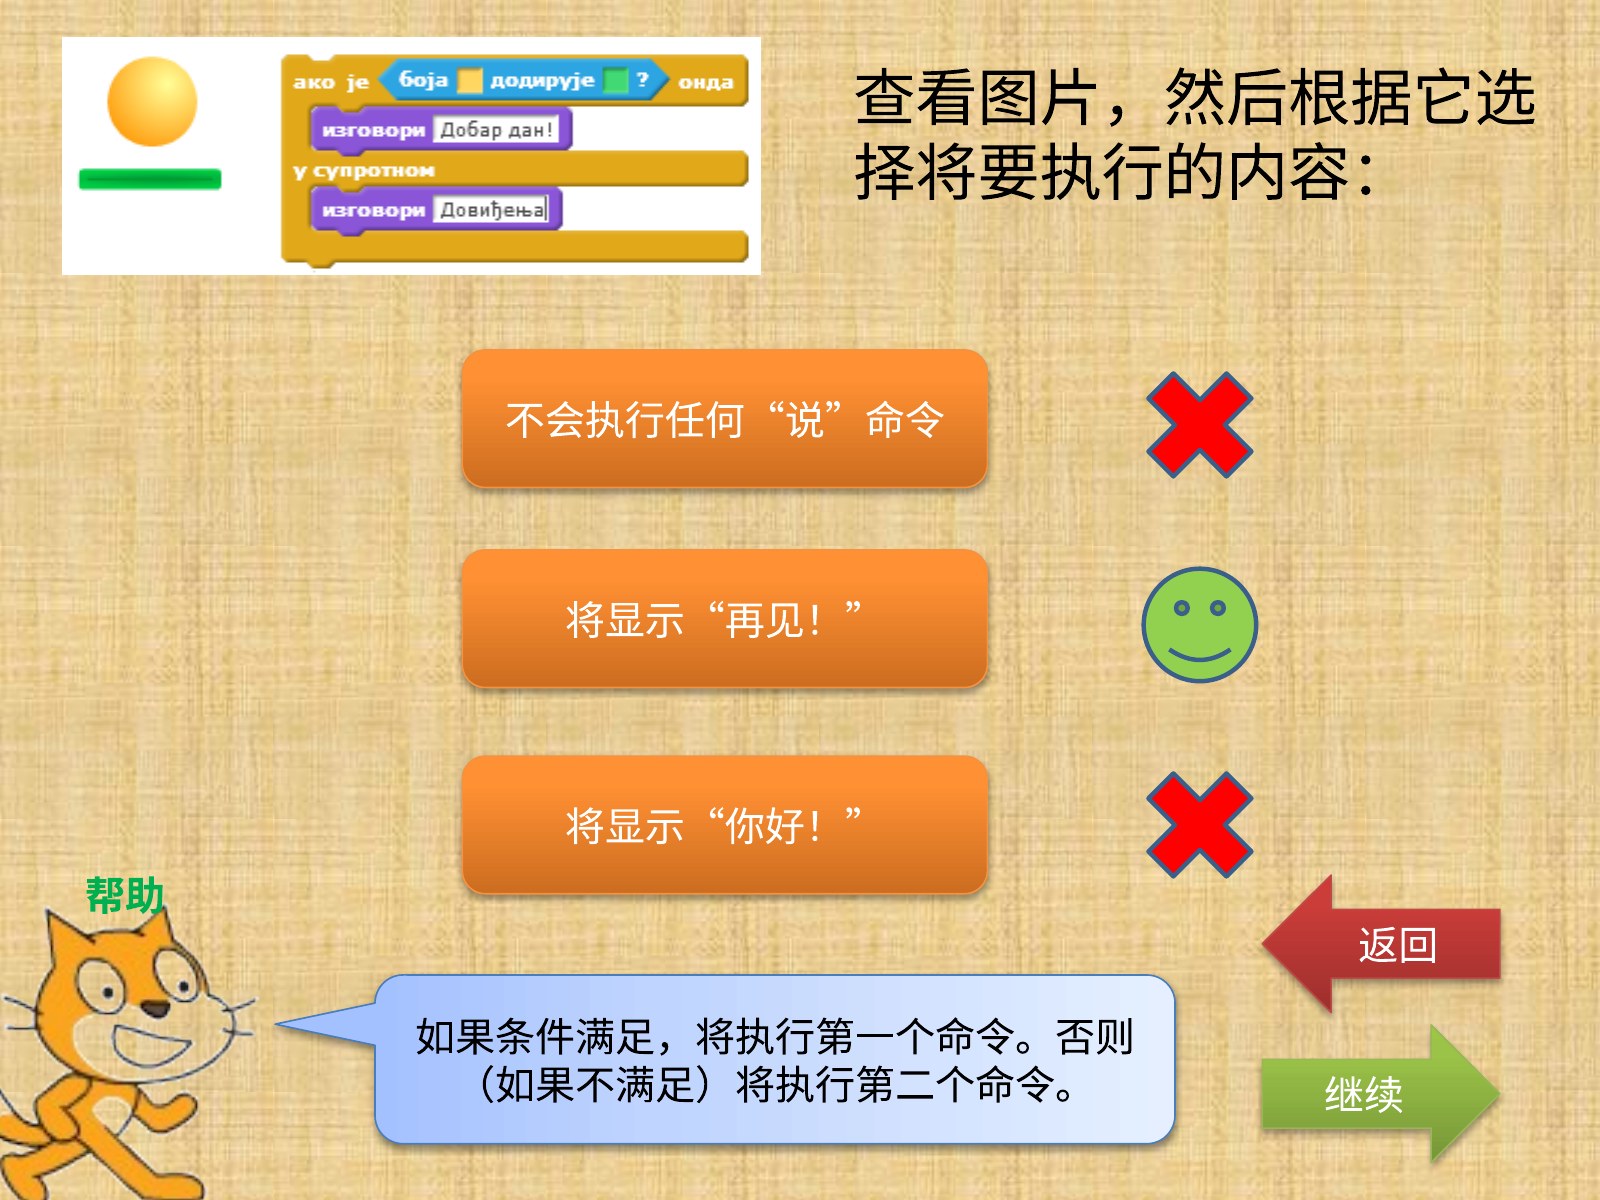 ако је боја додирује ? онда
изговори Добар дан!
у супротном
изговори Довиђења
查看图片，然后根据它选
择将要执行的内容：
不会执行任何“说”命令
将显示“再见！”
将显示“你好！”
帮助
返回
如果条件满足，将执行第一个命令。否则
（如果不满足）将执行第二个命令。
继续